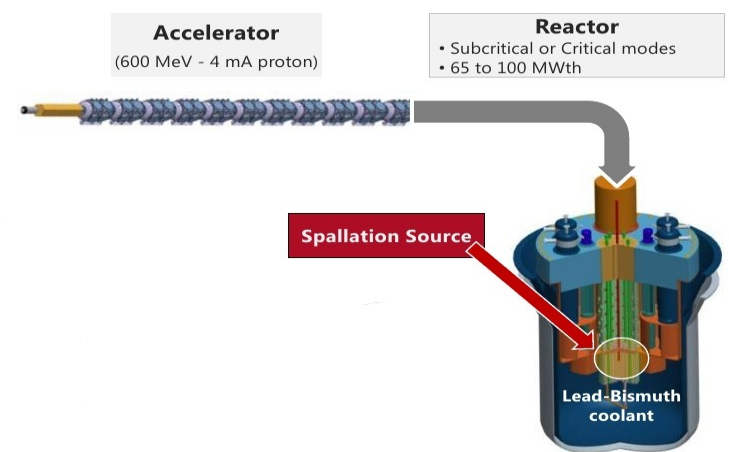 Accelerator
(600 MeV - 4 mA proton)
Reactor
• Subcritical or Critical modes
• 65 to 100 MWth
Spallation Source
Lead-Bismuth
coolant